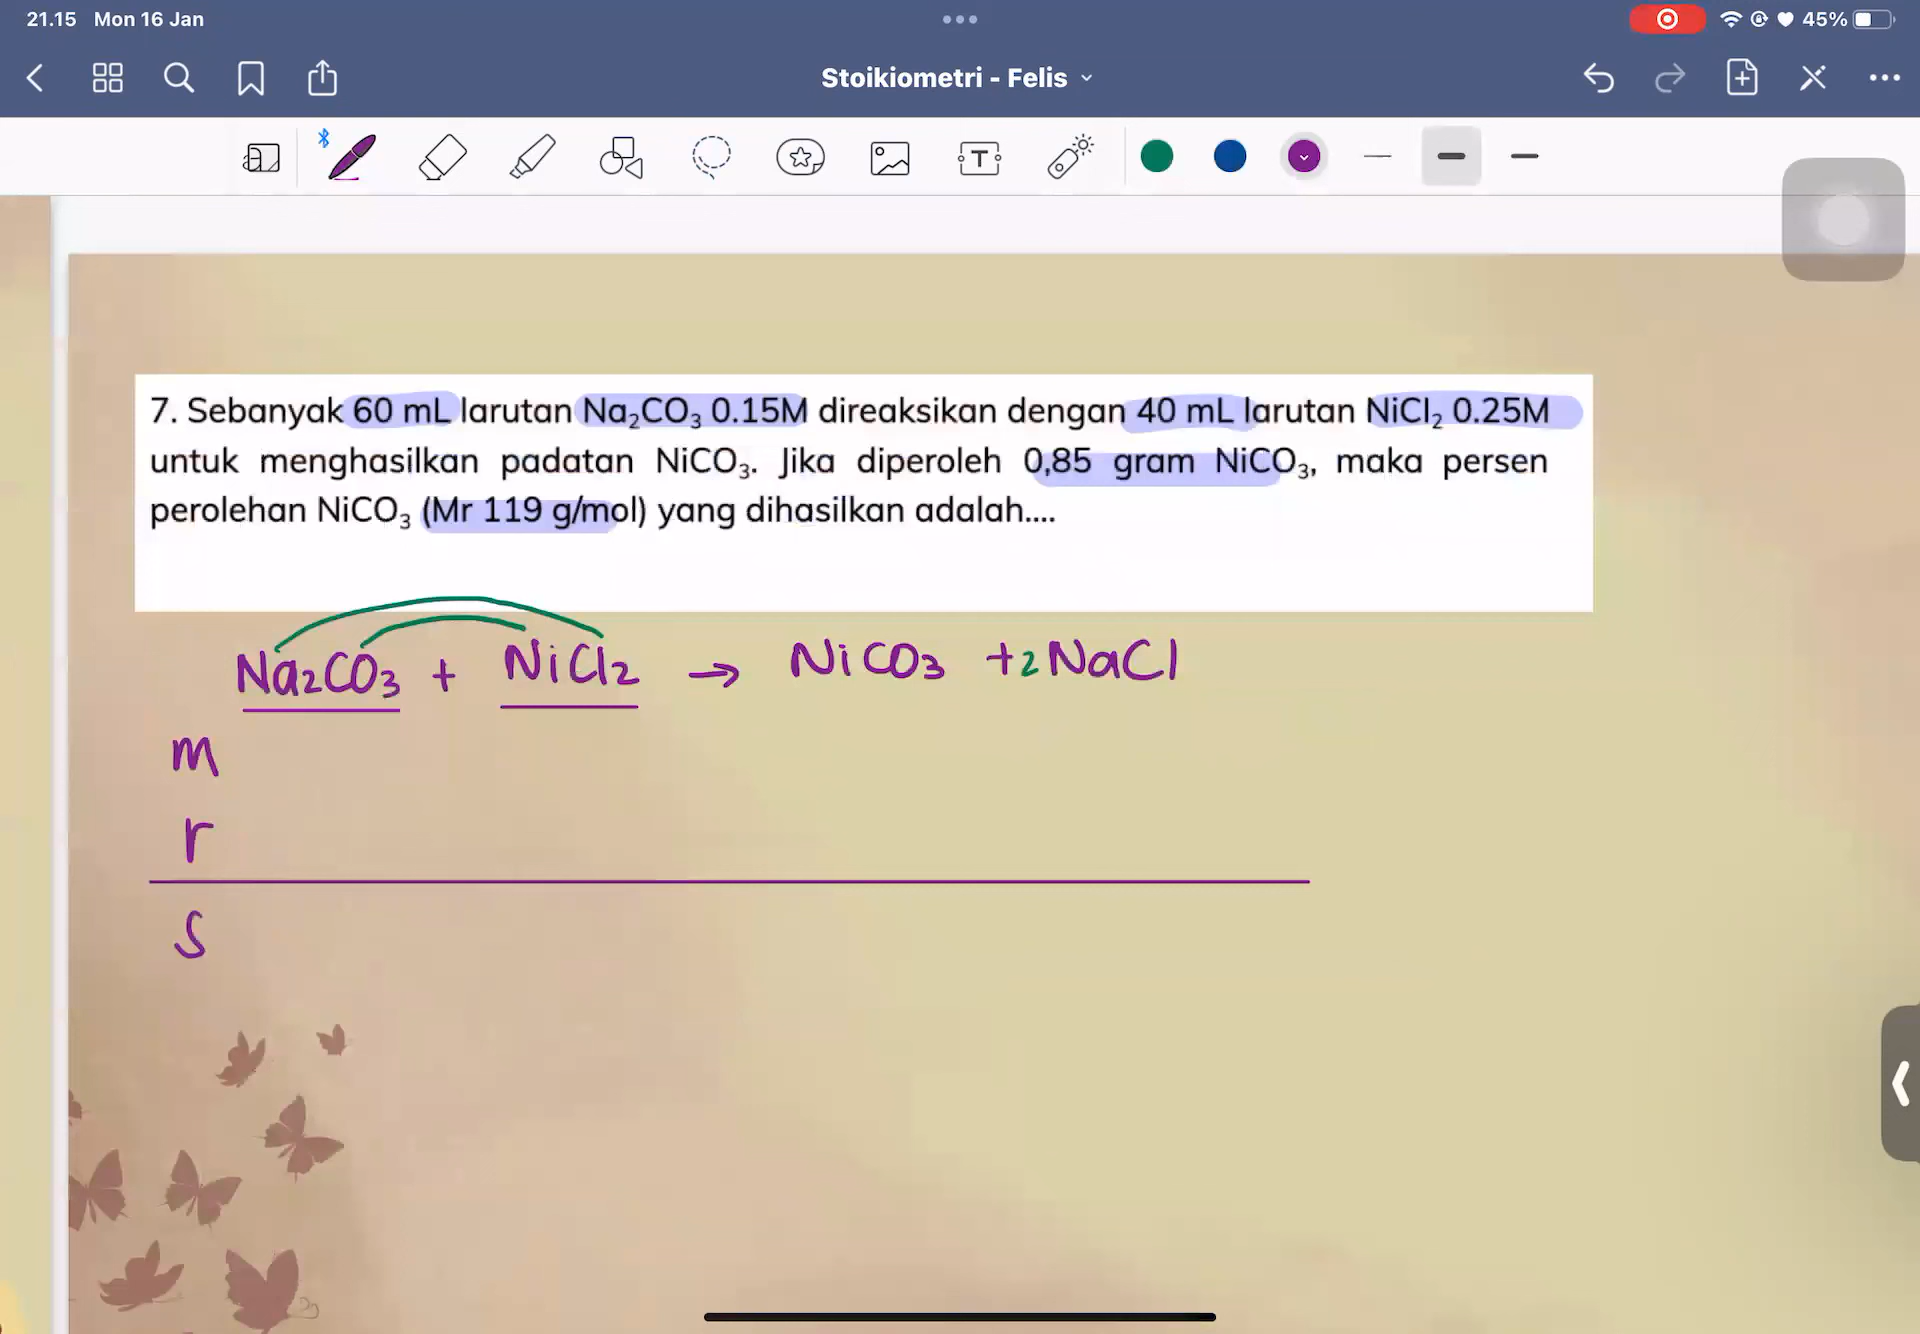 21.15 Mon 16 Jan
45%
Stoikiometri - Felis
7. Sebanyak 60 mL larutan Na₂CO₃ 0.15M direaksikan dengan 40 mL larutan NiCl₂ 0.25M
untuk menghasilkan padatan NiCO₃. Jika diperoleh 0,85 gram NiCO₃, maka persen
perolehan NiCO₃ (Mr 119 g/mol) yang dihasilkan adalah....
Na₂CO₃ + NiCl₂ → NiCO₃ + 2NaCl
m
r
s